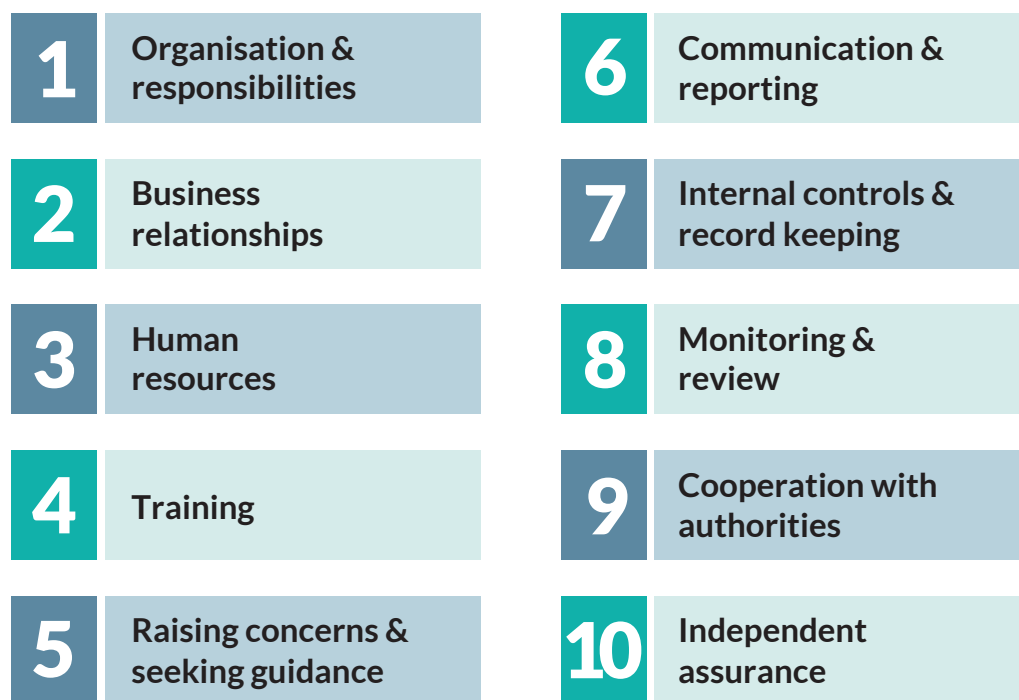 1
Organisation &
responsibilities
2
Business
relationships
3
Human
resources
4
Training
5
Raising concerns &
seeking guidance
6
Communication &
reporting
7
Internal controls &
record keeping
8
Monitoring &
review
9
Cooperation with
authorities
10
Independent
assurance